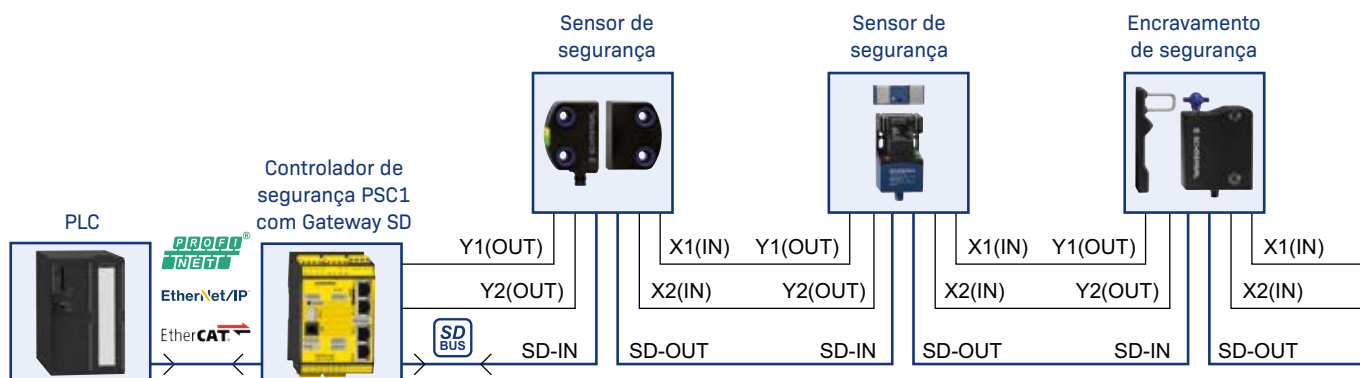 Sensor de
segurança
Sensor de
segurança
Encravamento
de segurança
Controlador de
segurança PSC1
com Gateway SD
PLC
PROFI
NET®
EtherNet/IP
EtherCAT
SD
BUS
Y1(OUT)
X1(IN)
Y1(OUT)
X1(IN)
Y1(OUT)
X1(IN)
Y2(OUT)
X2(IN)
Y2(OUT)
X2(IN)
Y2(OUT)
X2(IN)
SD-IN
SD-OUT
SD-IN
SD-OUT
SD-IN
SD-OUT